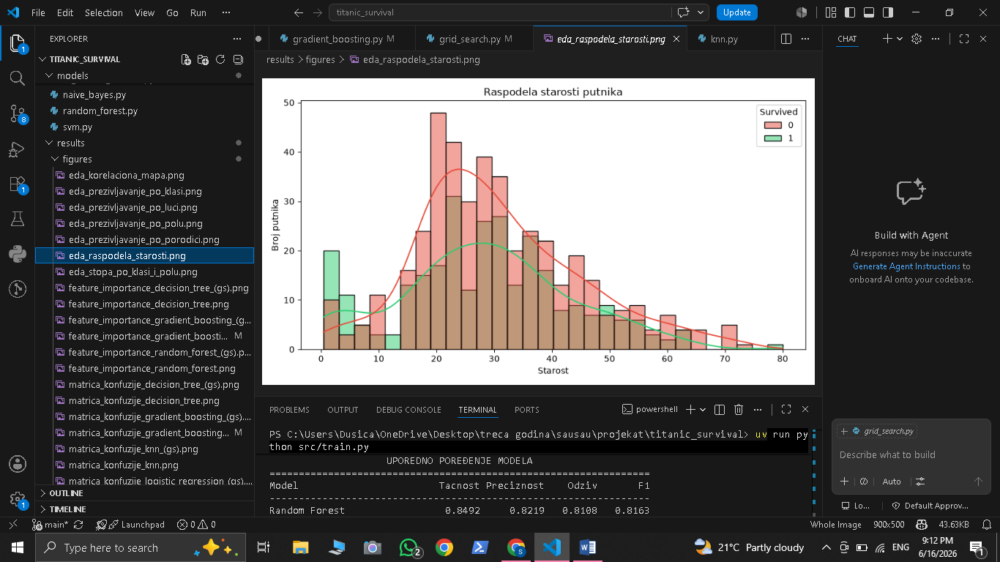 File Edit Selection View Go Run ···
titanic_survival
Update
EXPLORER
TITANIC_SURVIVAL
models
naive_bayes.py
random_forest.py
svm.py
results
figures
eda_korelaciona_mapa.png
eda_prezivljavanje_po_klasi.png
eda_prezivljavanje_po_luci.png
eda_prezivljavanje_po_polu.png
eda_prezivljavanje_po_porodici.png
eda_raspodela_starosti.png
eda_stopa_po_klasi_i_polu.png
feature_importance_decision_tree_(gs).png
feature_importance_decision_tree.png
feature_importance_gradient_boosting_(g...
feature_importance_gradient_boosti... M
feature_importance_random_forest_(gs).p...
feature_importance_random_forest.png
matrica_konfuzije_decision_tree_(gs).png
matrica_konfuzije_decision_tree.png
matrica_konfuzije_gradient_boosting_(gs)....
matrica_konfuzije_gradient_boosting... M
matrica_konfuzije_knn_(gs).png
matrica_konfuzije_knn.png
matrica_konfuzije_logistic_regression_(gs)....
OUTLINE
TIMELINE
1
8
1
1
gradient_boosting.py M
grid_search.py M
eda_raspodela_starosti.png
knn.py
results > figures > eda_raspodela_starosti.png
Raspodela starosti putnika
Survived
0
1
Broj putnika
50
40
30
20
10
0
0 10 20 30 40 50 60 70 80
Starost
PROBLEMS OUTPUT DEBUG CONSOLE TERMINAL PORTS
powershell
PS C:\Users\Dusica\OneDrive\Desktop\treca godina\sausau\projekat\titanic_survival> uv run py
thon src/train.py
UPOREDNO POREĐENJE MODELA
================================================================
Model Tacnost Preciznost Odziv F1
----------------------------------------------------------------
Random Forest 0.8492 0.8219 0.8108 0.8163
CHAT
Build with Agent
AI responses may be inaccurate
Generate Agent Instructions to
onboard AI onto your codebase.
grid_search.py
Describe what to build
Auto
Lo...
Default Approv...
main*
Launchpad
0
0
Whole Image
900x500
43.63KB
Type here to search
2
21°C Partly cloudy
ENG
9:12 PM
6/16/2026
1